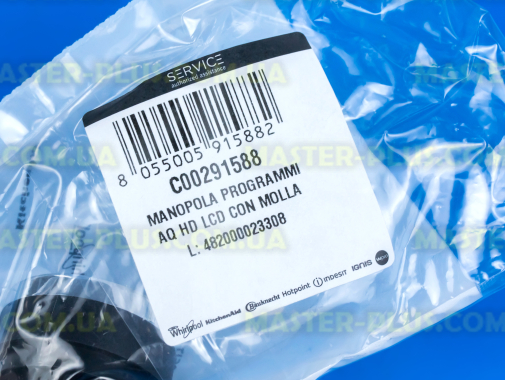 SERVICE
authorized assistance
8 055005 915882
C00291588
MANOPOLA PROGRAMMI
AQ HD LCD CON MOLLA
L: 482000023308
Whirlpool KitchenAid Bauknecht Hotpoint INDESIT IGNIS
MASTER-PLUS.COM.UA